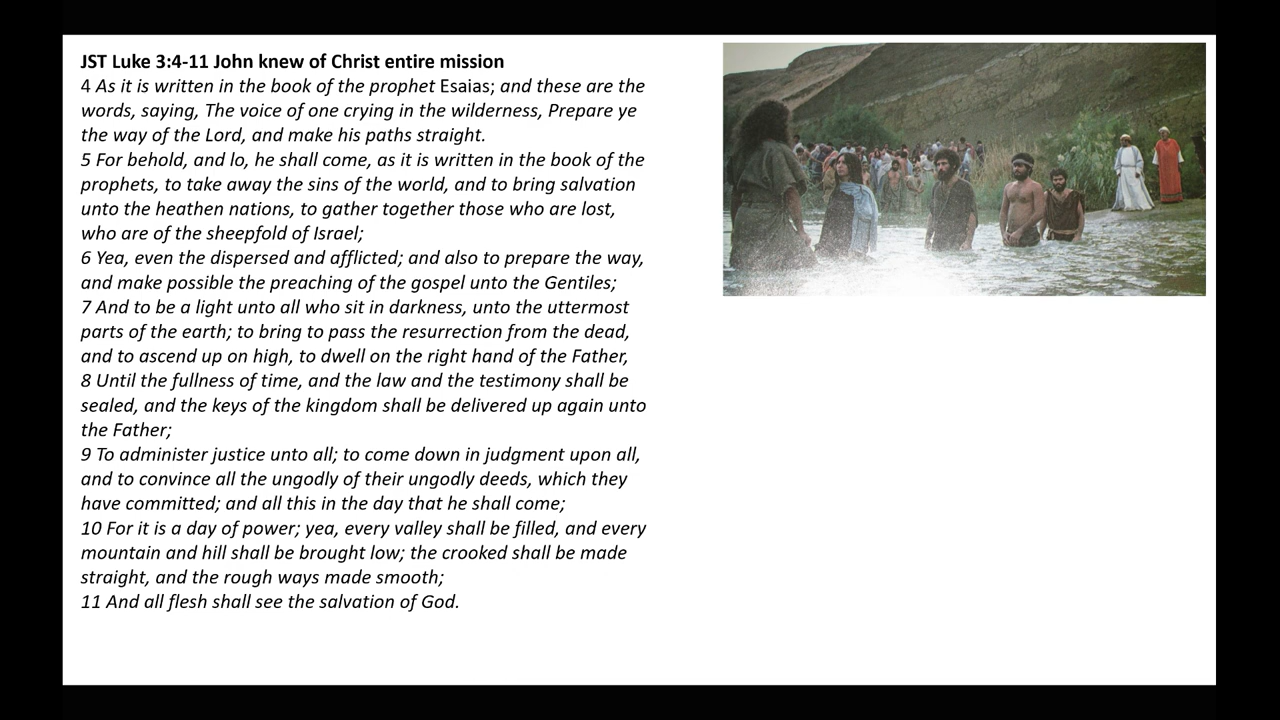 JST Luke 3:4-11 John knew of Christ entire mission
4 As it is written in the book of the prophet Esaias; and these are the
words, saying, The voice of one crying in the wilderness, Prepare ye
the way of the Lord, and make his paths straight.
5 For behold, and lo, he shall come, as it is written in the book of the
prophets, to take away the sins of the world, and to bring salvation
unto the heathen nations, to gather together those who are lost,
who are of the sheepfold of Israel;
6 Yea, even the dispersed and afflicted; and also to prepare the way,
and make possible the preaching of the gospel unto the Gentiles;
7 And to be a light unto all who sit in darkness, unto the uttermost
parts of the earth; to bring to pass the resurrection from the dead,
and to ascend up on high, to dwell on the right hand of the Father,
8 Until the fullness of time, and the law and the testimony shall be
sealed, and the keys of the kingdom shall be delivered up again unto
the Father;
9 To administer justice unto all; to come down in judgment upon all,
and to convince all the ungodly of their ungodly deeds, which they
have committed; and all this in the day that he shall come;
10 For it is a day of power; yea, every valley shall be filled, and every
mountain and hill shall be brought low; the crooked shall be made
straight, and the rough ways made smooth;
11 And all flesh shall see the salvation of God.